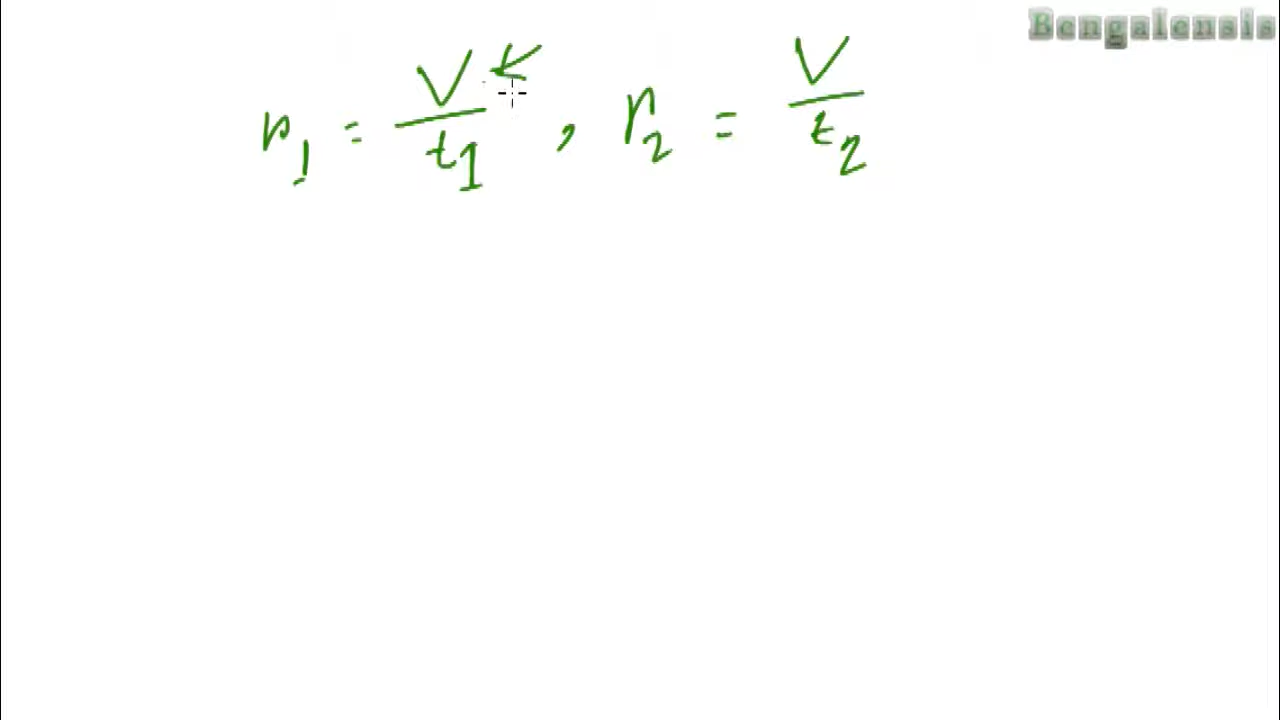 Bengalensis
r₁ = V/t₁ , r₂ = V/t₂